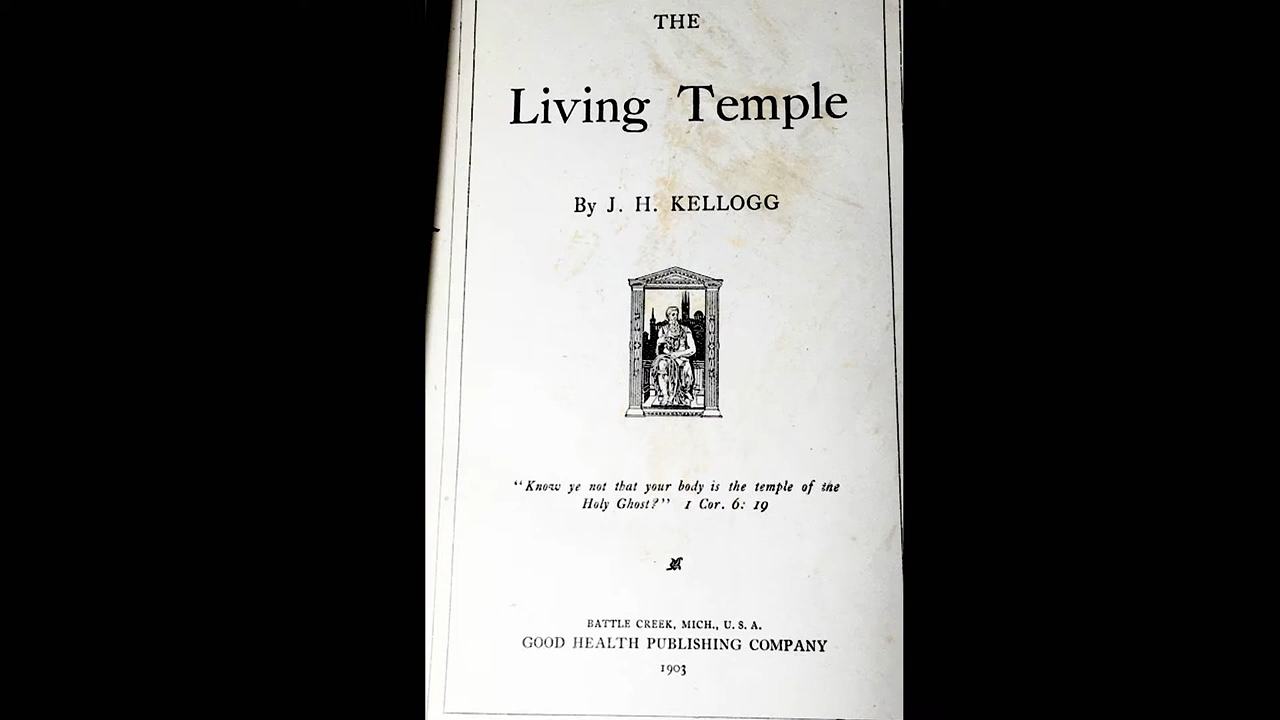 THE
Living Temple
By J. H. KELLOGG
"Know ye not that your body is the temple of the
Holy Ghost?" 1 Cor. 6: 19
BATTLE CREEK, MICH., U. S. A.
GOOD HEALTH PUBLISHING COMPANY
1903